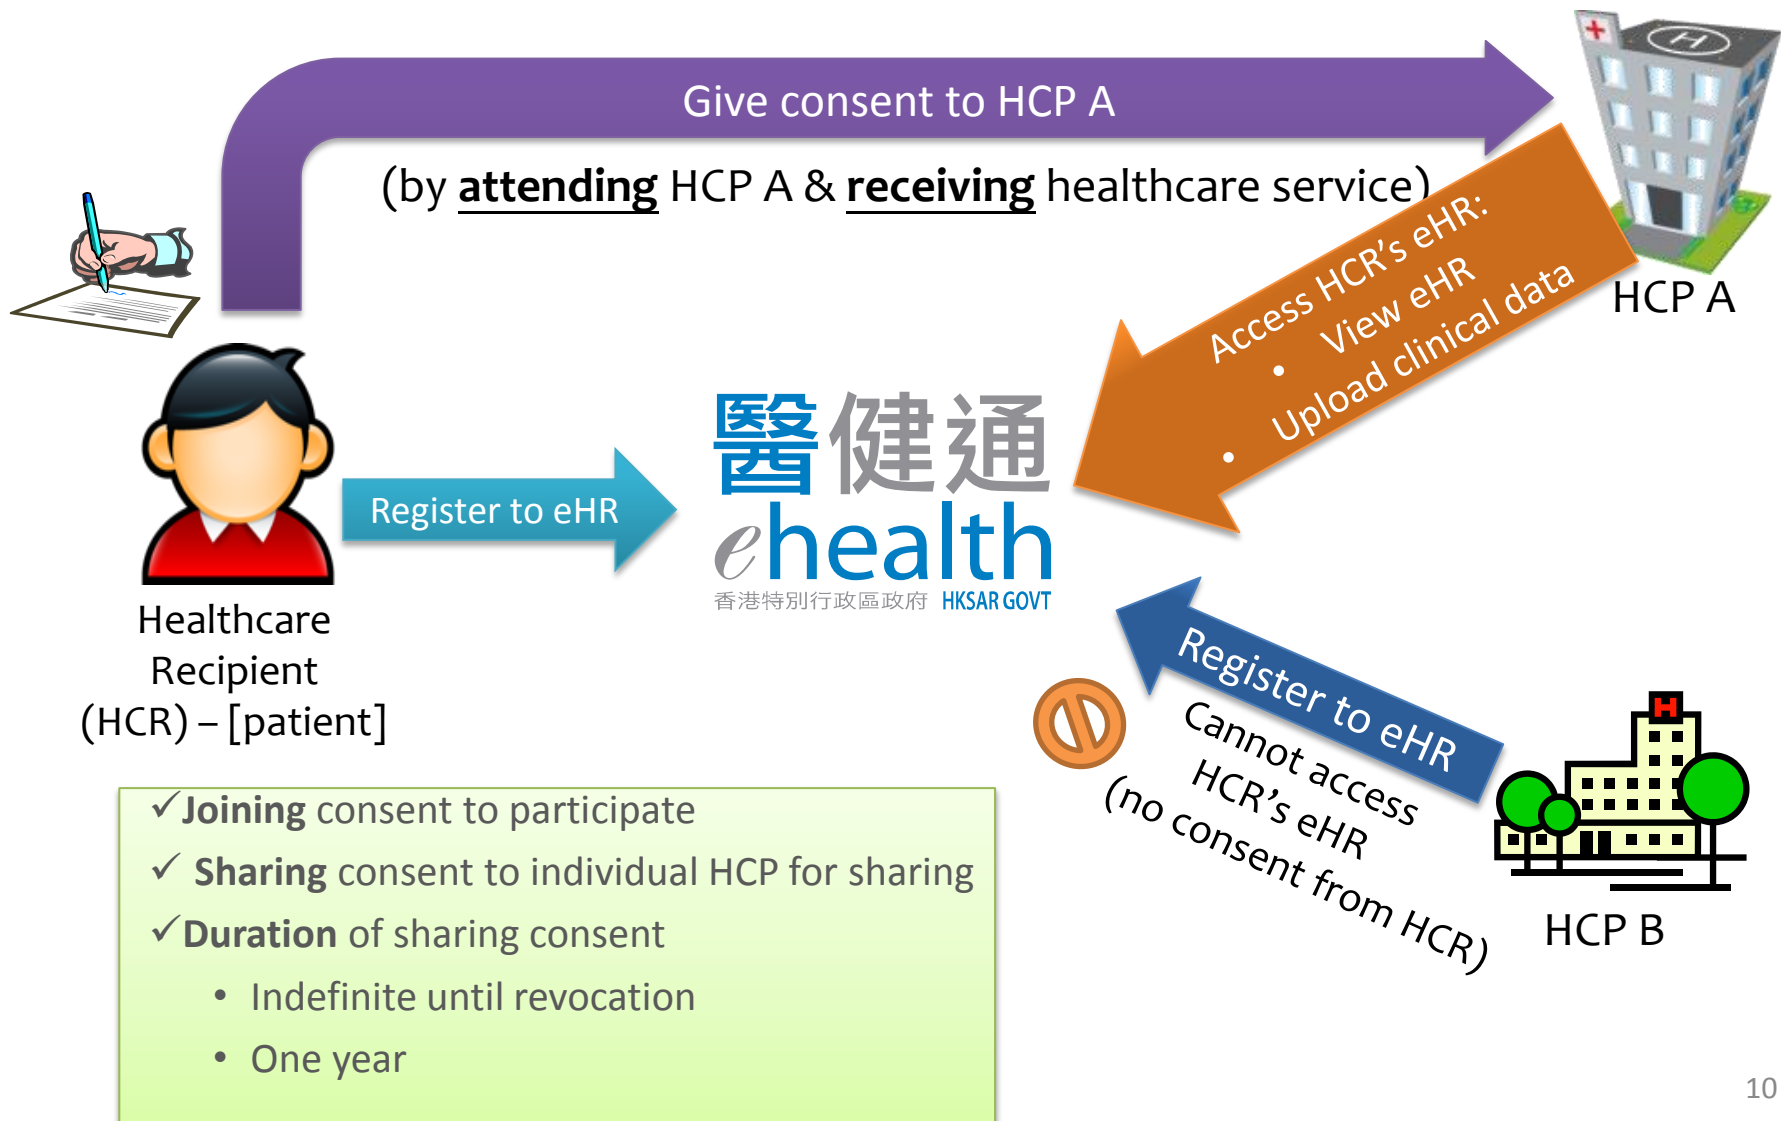 Give consent to HCP A
(by attending HCP A & receiving healthcare service)
HCP A
Access HCR's eHR:
• View eHR
• Upload clinical data
Register to eHR
醫健通
ehealth
香港特別行政區政府 HKSAR GOVT
Healthcare
Recipient
(HCR) – [patient]
Register to eHR
Cannot access
HCR's eHR
(no consent from HCR)
H
H
HCP B
✓Joining consent to participate
✓ Sharing consent to individual HCP for sharing
✓Duration of sharing consent
• Indefinite until revocation
• One year
10